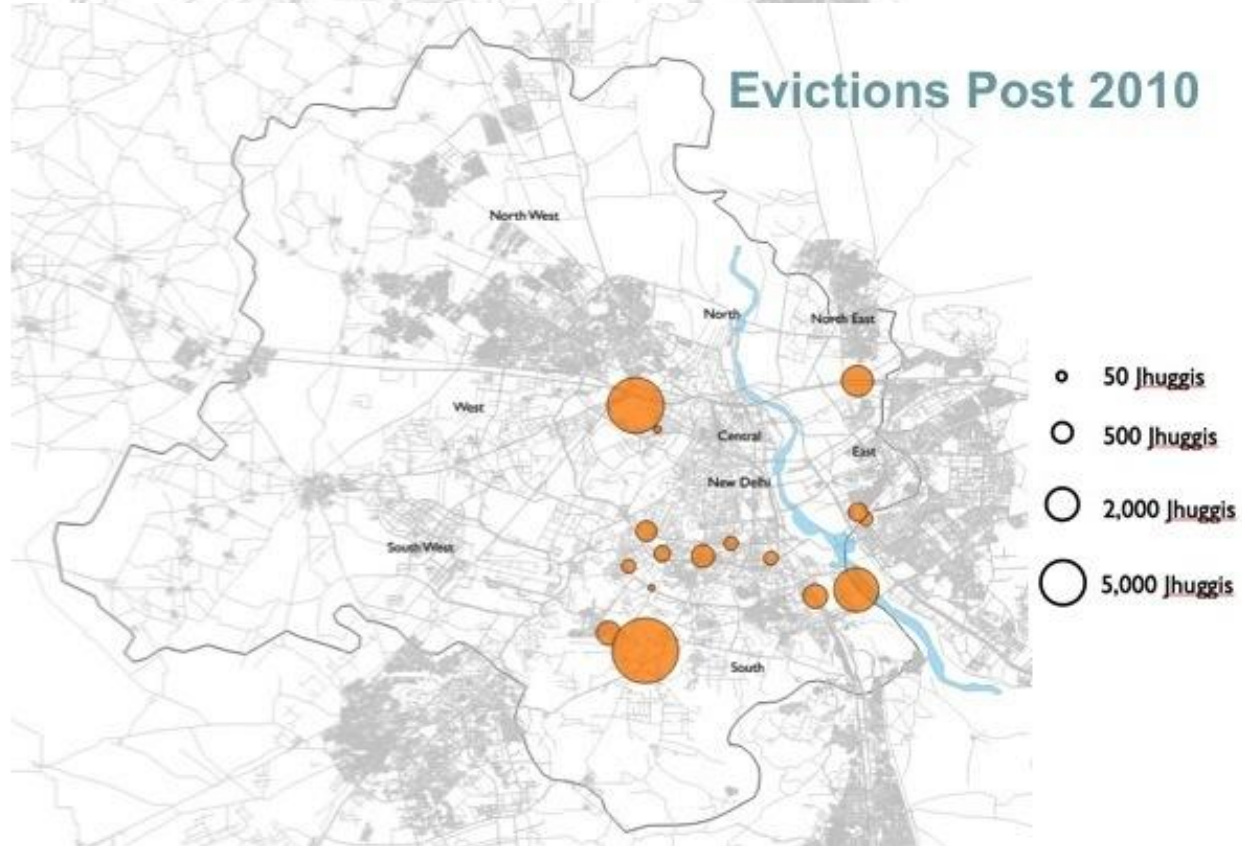 Evictions Post 2010
North West
North
North East
West
Central
East
New Delhi
South West
South
50 Jhuggis
500 Jhuggis
2,000 Jhuggis
5,000 Jhuggis